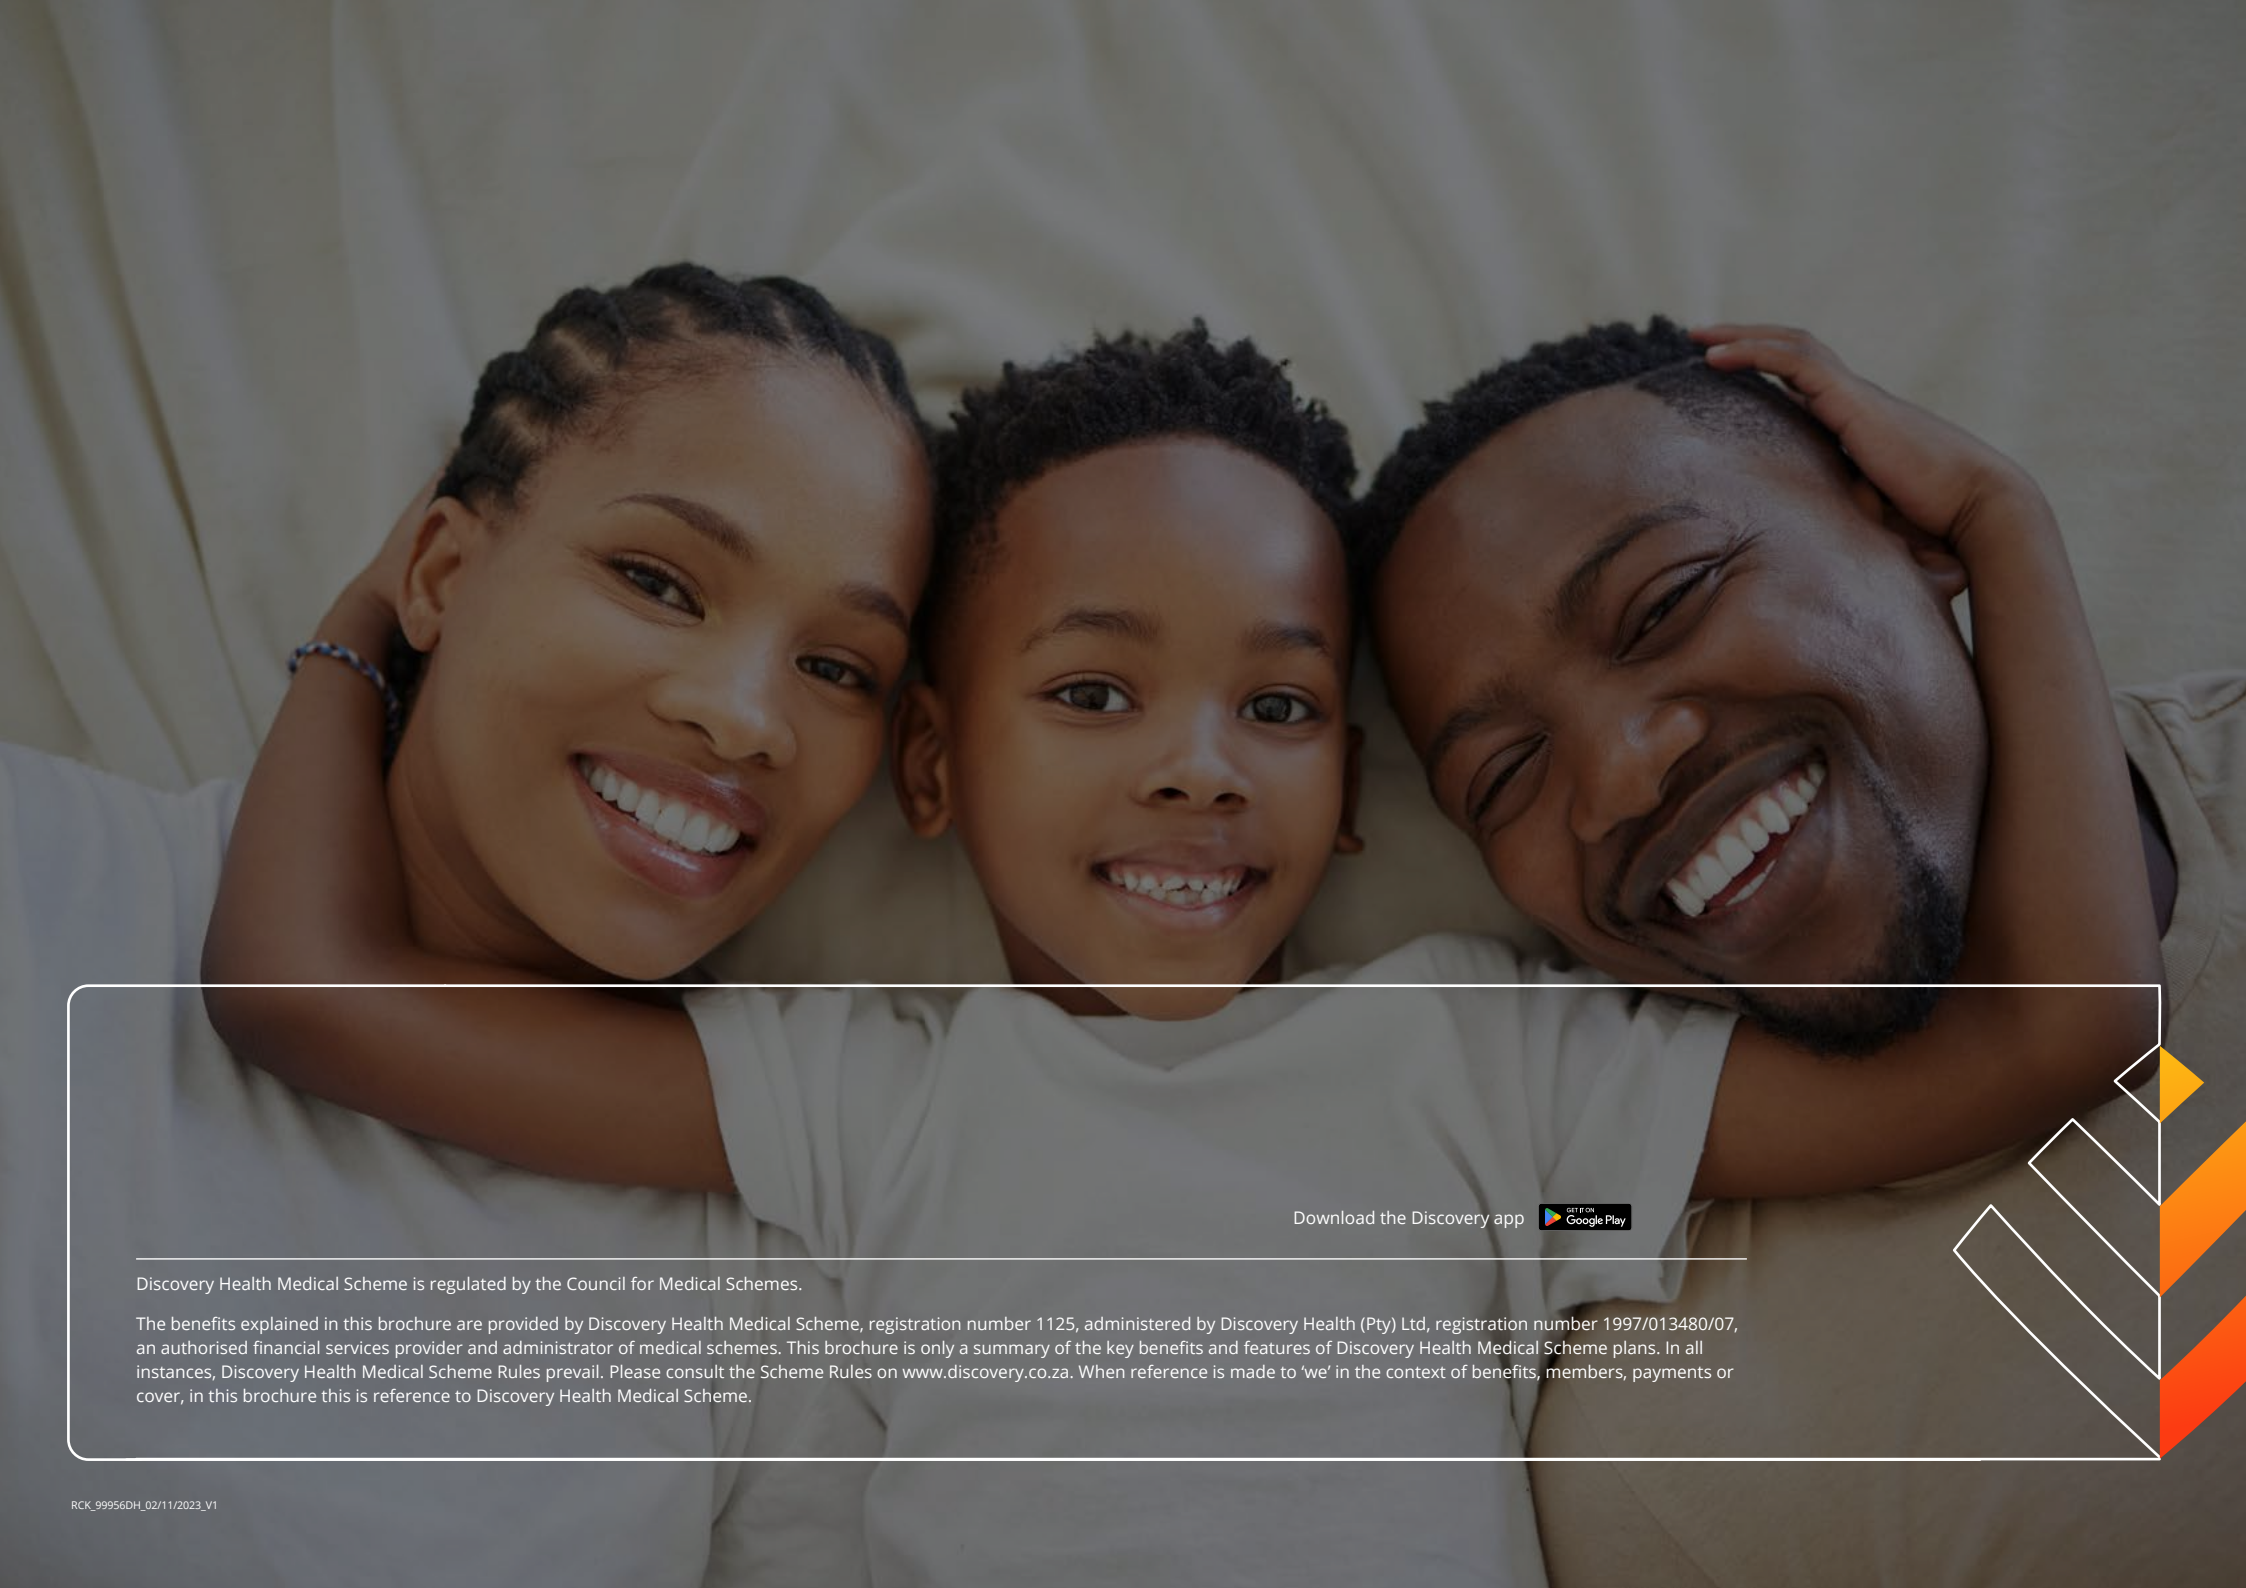 Download the Discovery app
GET IT ON
Google Play
Discovery Health Medical Scheme is regulated by the Council for Medical Schemes.
The benefits explained in this brochure are provided by Discovery Health Medical Scheme, registration number 1125, administered by Discovery Health (Pty) Ltd, registration number 1997/013480/07,
an authorised financial services provider and administrator of medical schemes. This brochure is only a summary of the key benefits and features of Discovery Health Medical Scheme plans. In all
instances, Discovery Health Medical Scheme Rules prevail. Please consult the Scheme Rules on www.discovery.co.za. When reference is made to ‘we’ in the context of benefits, members, payments or
cover, in this brochure this is reference to Discovery Health Medical Scheme.
RCK_99956DH_02/11/2023_V1